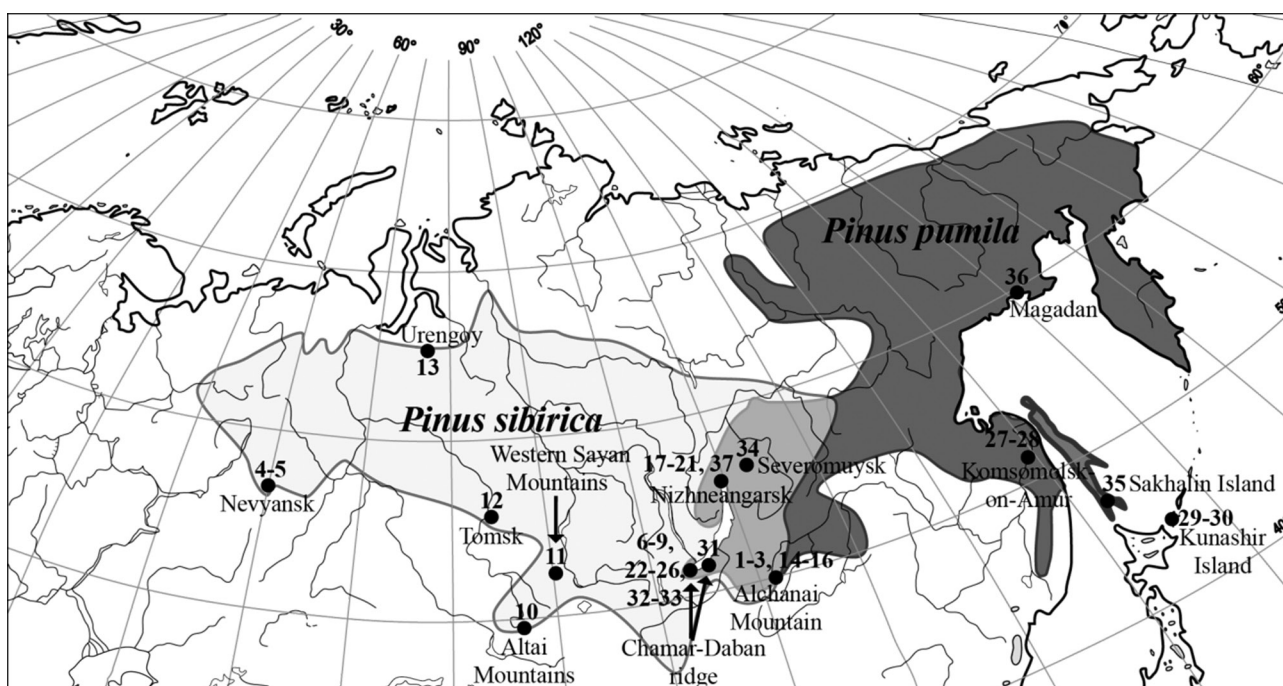 30°
60°
90°
120°
70°
60°
Pinus pumila
36
Magadan
Urengoy
13
Pinus sibirica
Western Sayan
Mountains
4-5
Nevyansk
12
Tomsk
11
10
Altai
Mountains
17-21, 37
Nizhneangarsk
34
Severomuysk
6-9,
22-26,
32-33
31
Chamar-Daban
ridge
1-3, 14-16
Alchanai
Mountain
27-28
Komsomolsk-
on-Amur
35
Sakhalin Island
29-30
Kunashir
Island